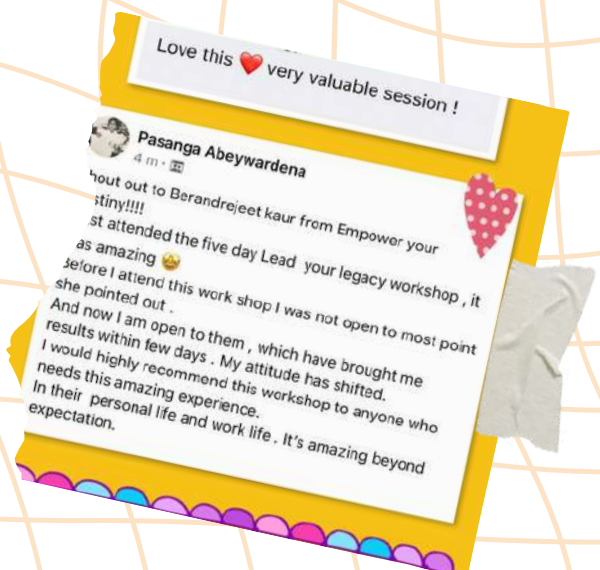 Love this ❤️ very valuable session !
Pasanga Abeywardena
4 m ·
hout out to Berandrejeet kaur from Empower your
stiny!!!!
st attended the five day Lead your legacy workshop , it
as amazing 🤩
Before I attend this work shop I was not open to most point
she pointed out .
And now I am open to them , which have brought me
results within few days . My attitude has shifted.
I would highly recommend this workshop to anyone who
needs this amazing experience.
In their personal life and work life . It's amazing beyond
expectation.